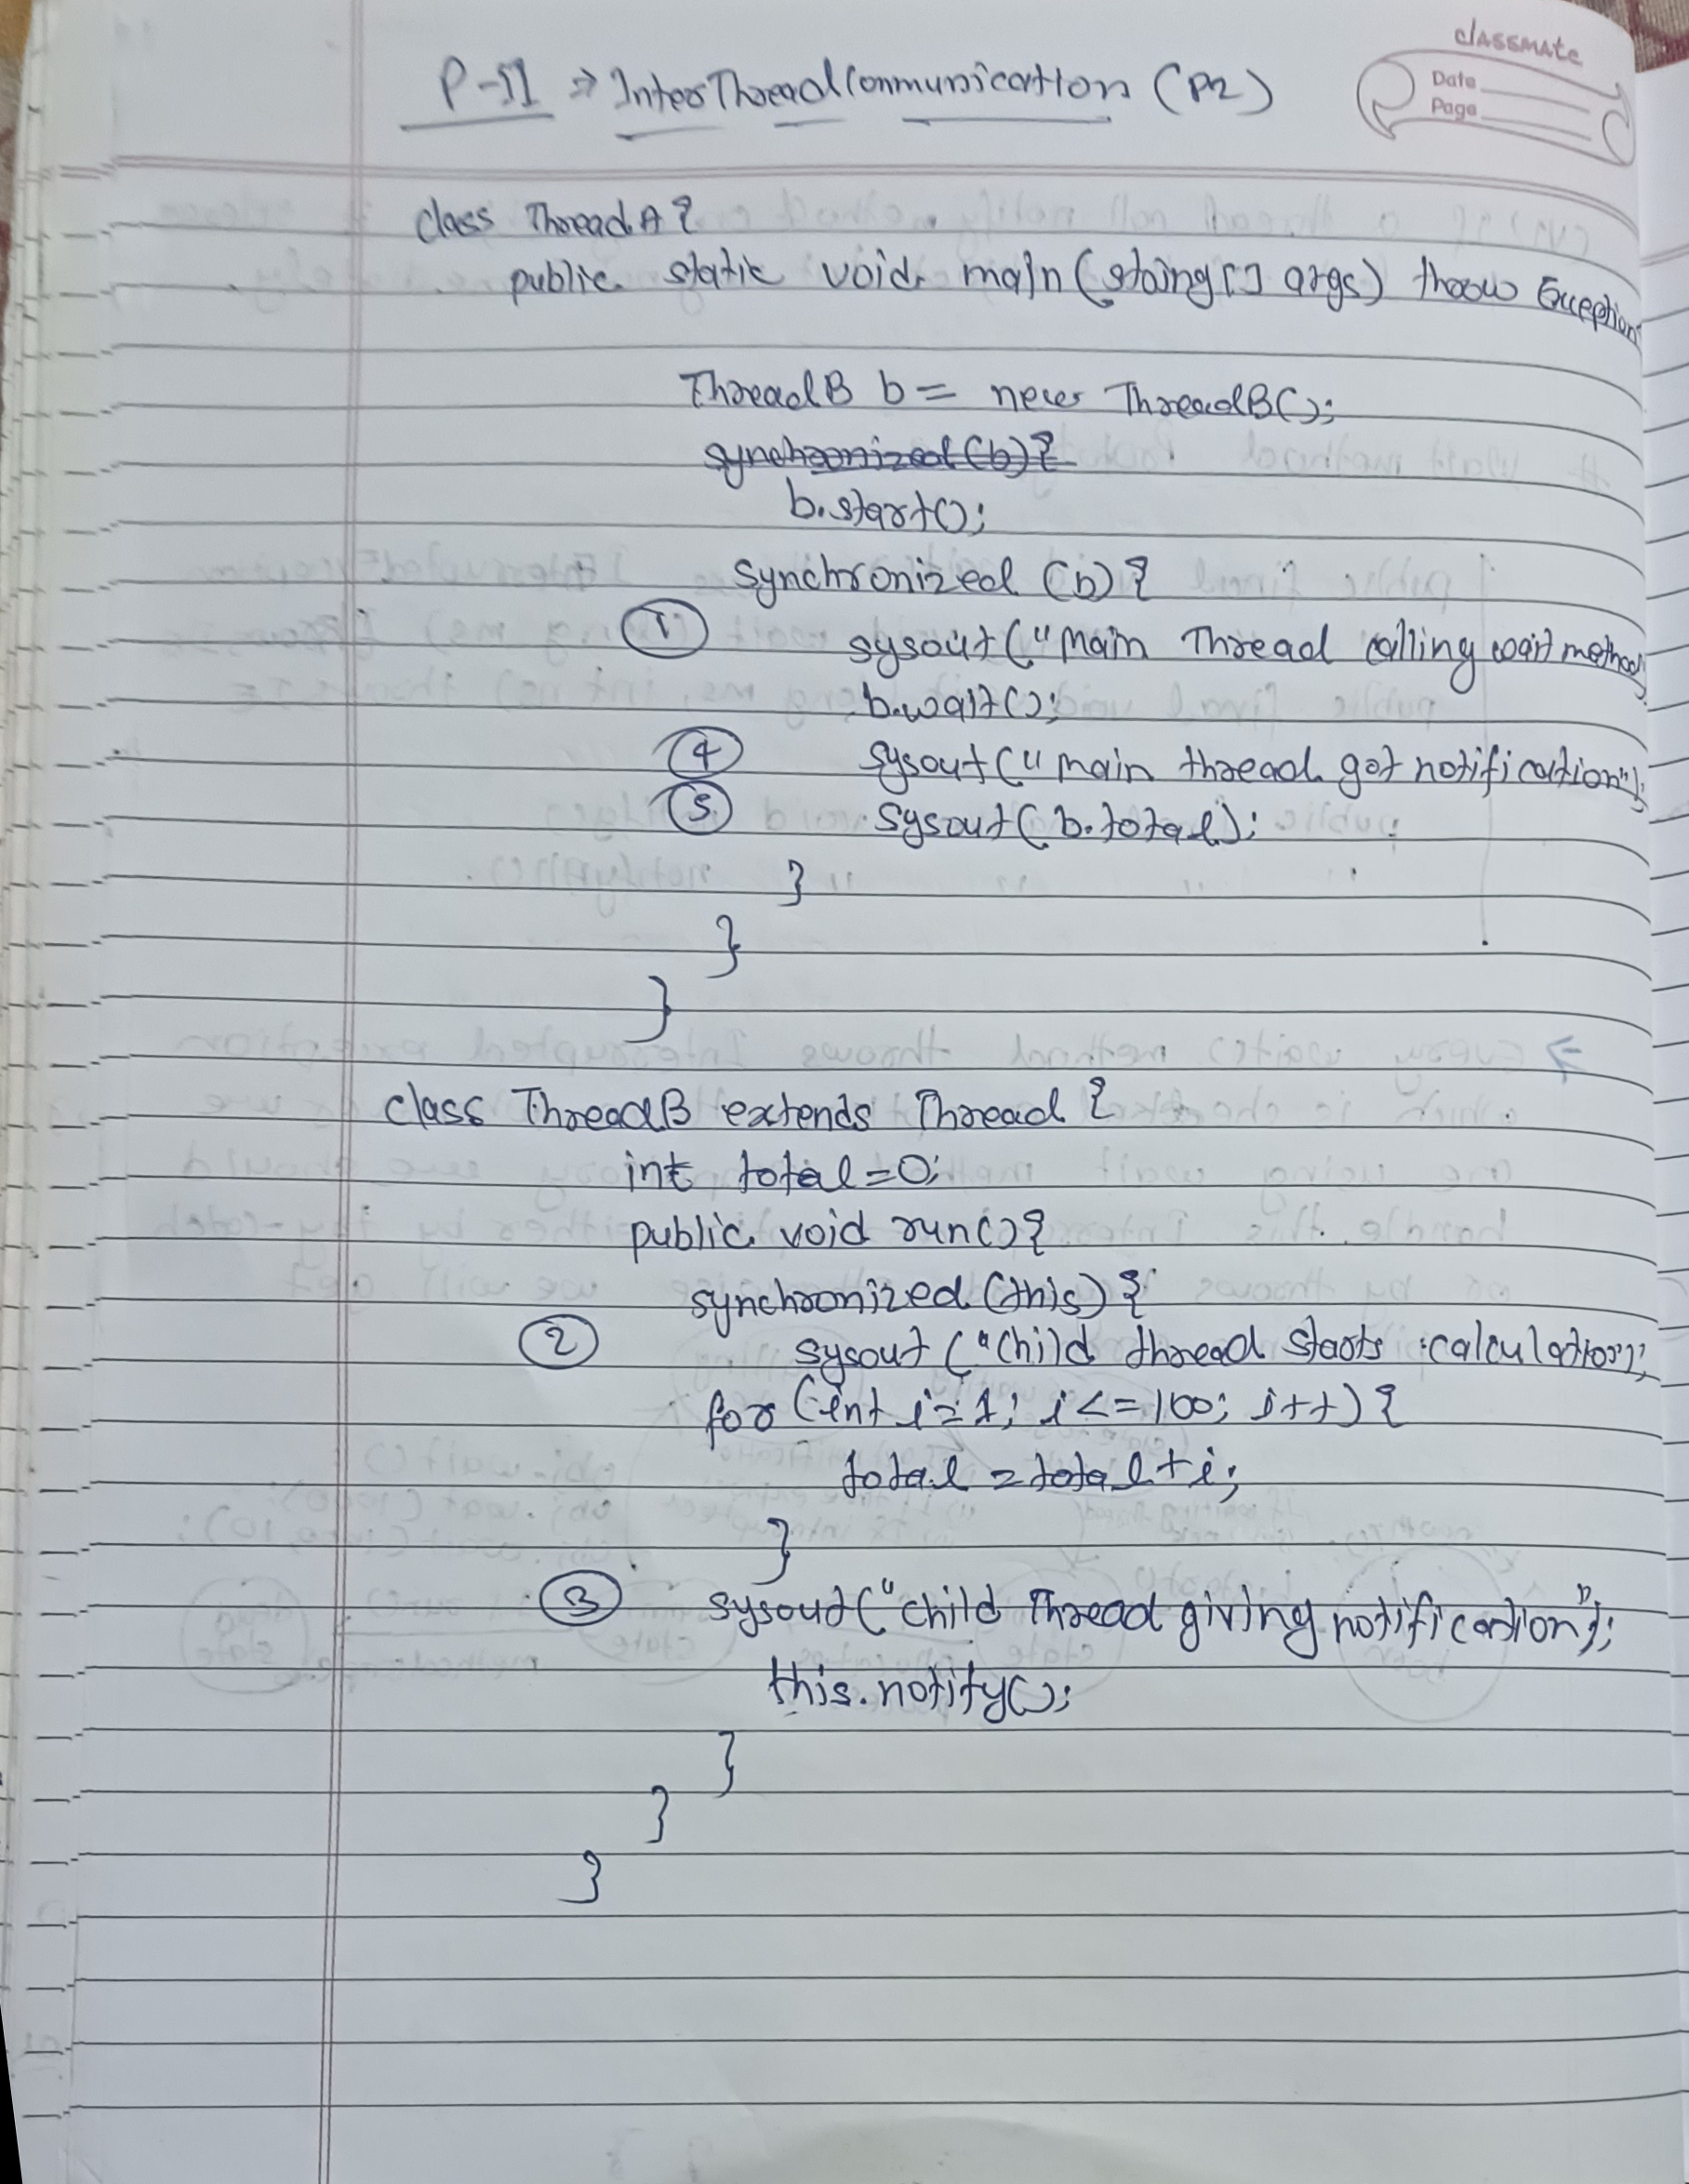 classmate
Date
Page
P-11 ⇒ InterThreadCommunication (P2)
class ThreadA {
public static void main(string[] args) throw Exception
ThreadB b = new ThreadB();
synchronized(b){
b.start();
synchronized (b) {
① sysout("Main Thread calling wait method
b.wait();
④ sysout("main thread got notification");
⑤ sysout(b.total);
}
}
}
class ThreadB extends Thread {
int total=0;
public void run(){
synchronized(this) {
② sysout("Child thread starts calculation");
for (int i=1; i<=100; i++) {
total = total+i;
}
③ sysout("child Thread giving notification");
this.notify();
}
}
}